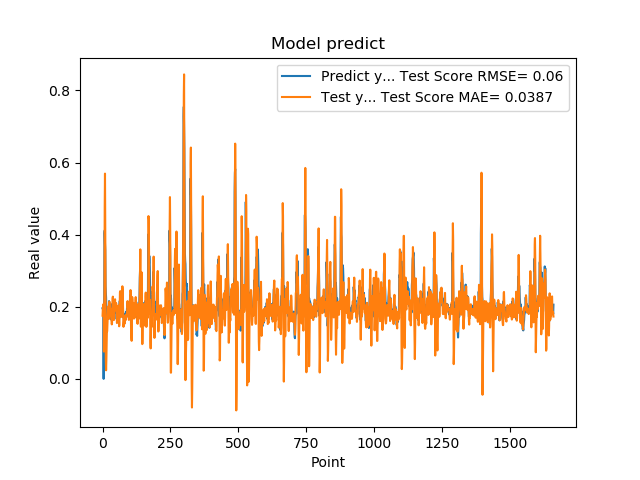 Model predict
Predict y... Test Score RMSE= 0.06
Test y... Test Score MAE= 0.0387
Real value
0.8
0.6
0.4
0.2
0.0
0 250 500 750 1000 1250 1500
Point